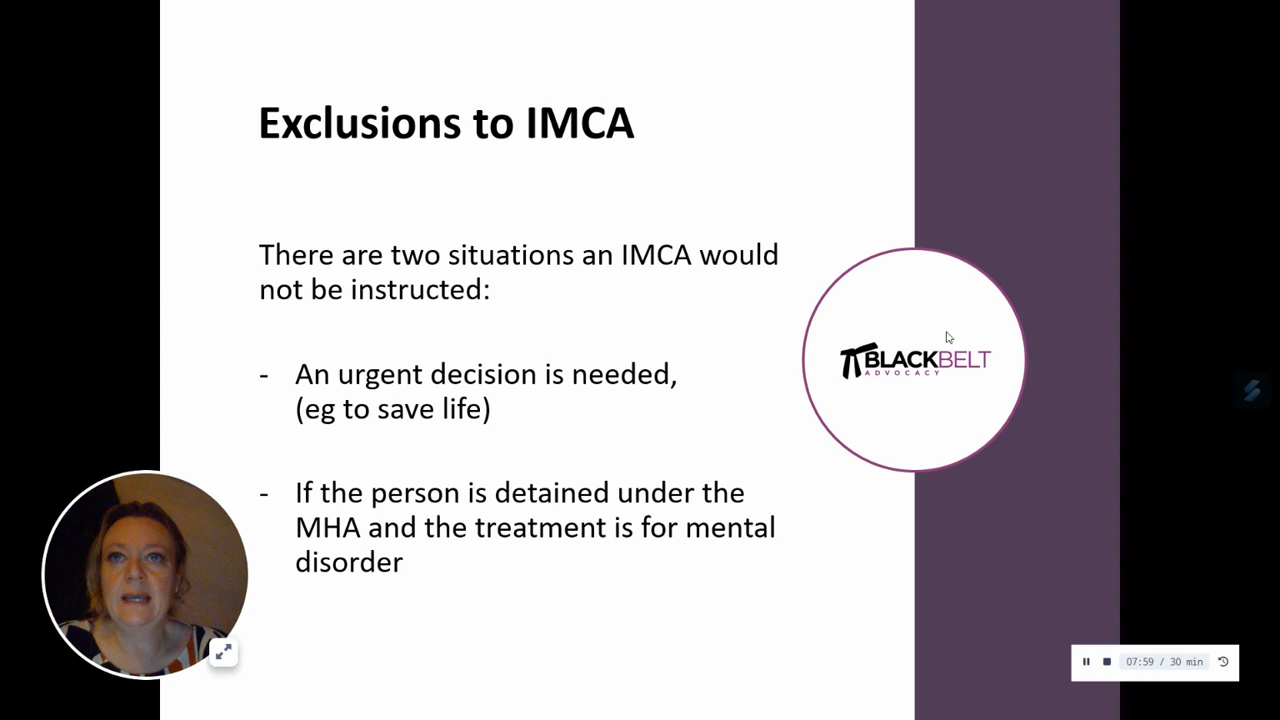 Exclusions to IMCA
There are two situations an IMCA would
not be instructed:
- An urgent decision is needed,
(eg to save life)
- If the person is detained under the
MHA and the treatment is for mental
disorder
BLACKBELT
ADVOCACY
07:59 / 30 min